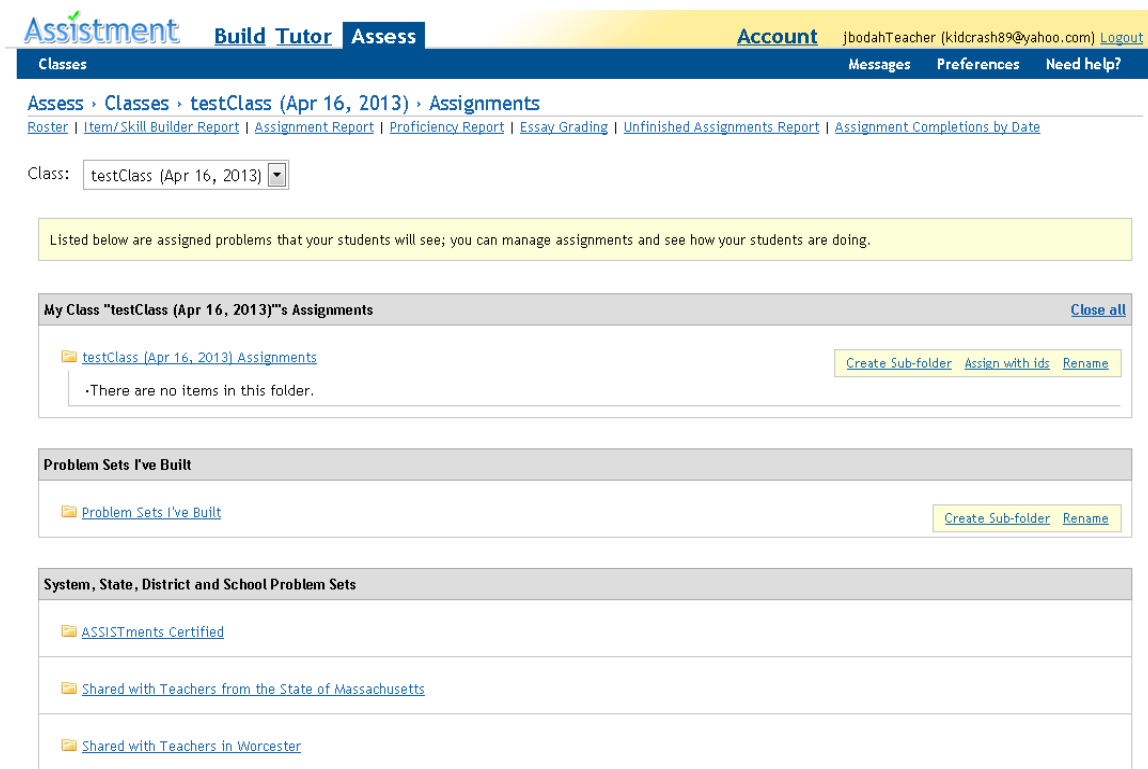 Assistment Build Tutor Assess Account jbodahTeacher (kidcrash89@yahoo.com) Logout
Classes Messages Preferences Need help?
Assess › Classes › testClass (Apr 16, 2013) › Assignments
Roster | Item/Skill Builder Report | Assignment Report | Proficiency Report | Essay Grading | Unfinished Assignments Report | Assignment Completions by Date
Class: testClass (Apr 16, 2013)
Listed below are assigned problems that your students will see; you can manage assignments and see how your students are doing.
My Class "testClass (Apr 16, 2013)"'s Assignments Close all
testClass (Apr 16, 2013) Assignments Create Sub-folder Assign with ids Rename
·There are no items in this folder.
Problem Sets I've Built
Problem Sets I've Built Create Sub-folder Rename
System, State, District and School Problem Sets
ASSISTments Certified
Shared with Teachers from the State of Massachusetts
Shared with Teachers in Worcester